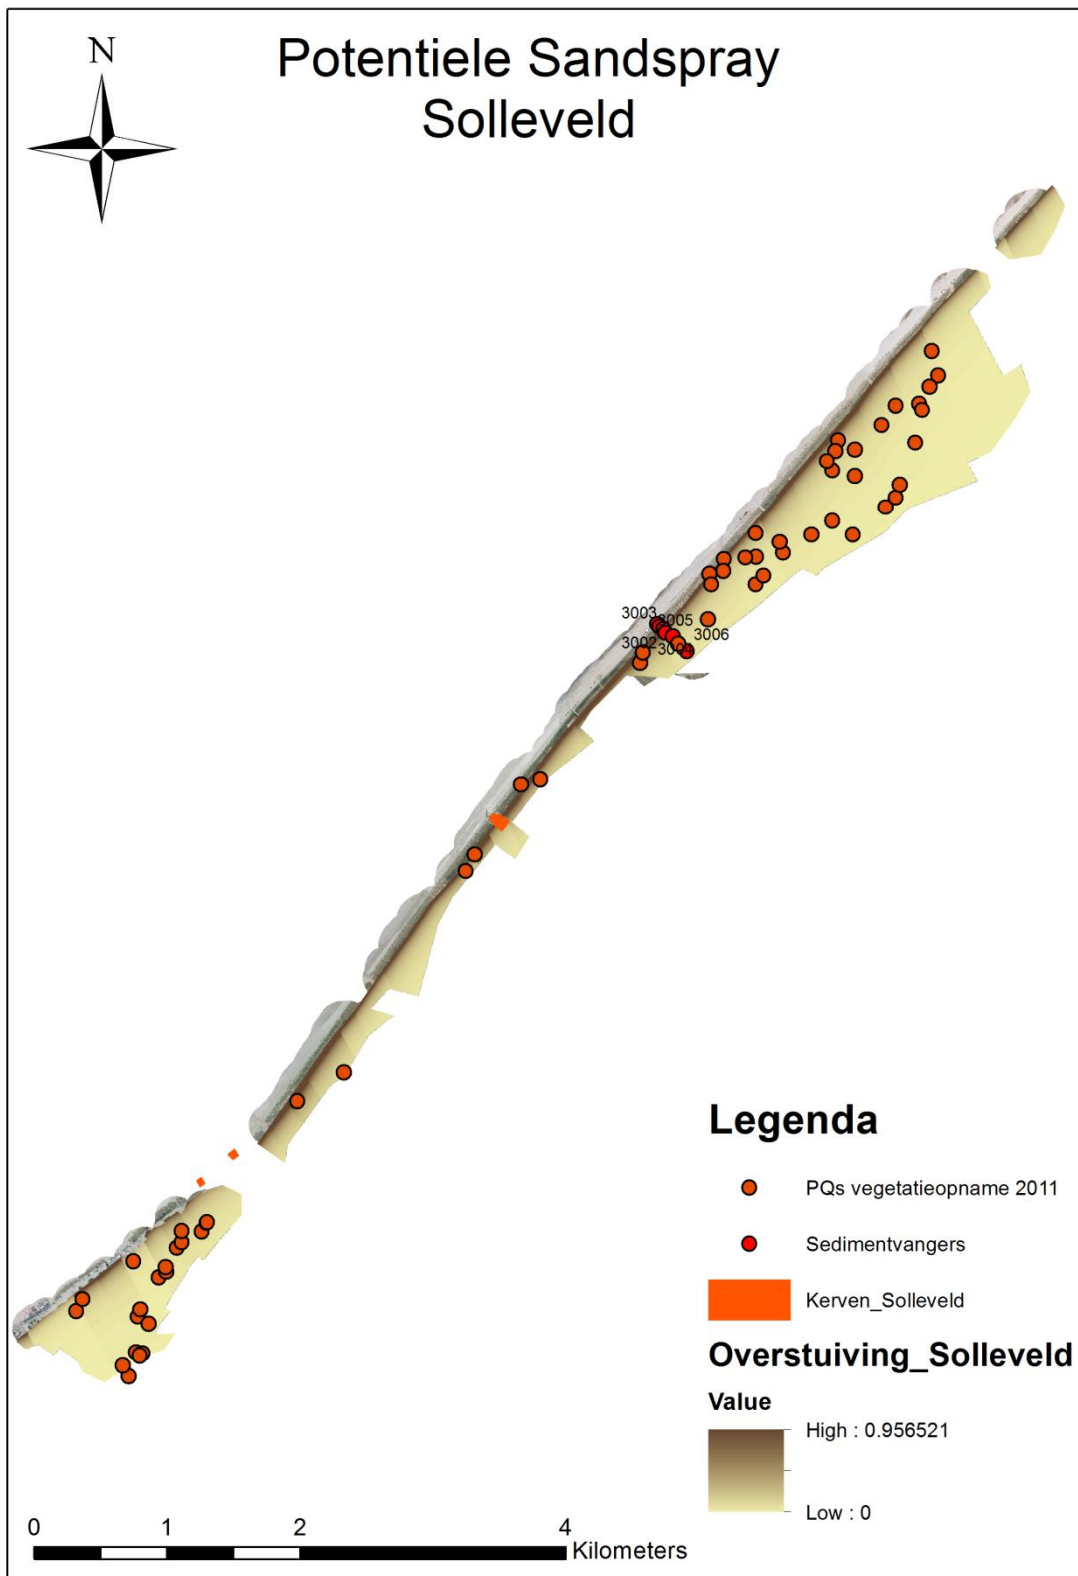 Potentiele Sandspray
Solleveld
N
3003
3005
3006
3002
3004
Legenda
PQs vegetatieopname 2011
Sedimentvangers
Kerven_Solleveld
Overstuiving_Solleveld
Value
High : 0.956521
Low : 0
0 1 2 4
Kilometers